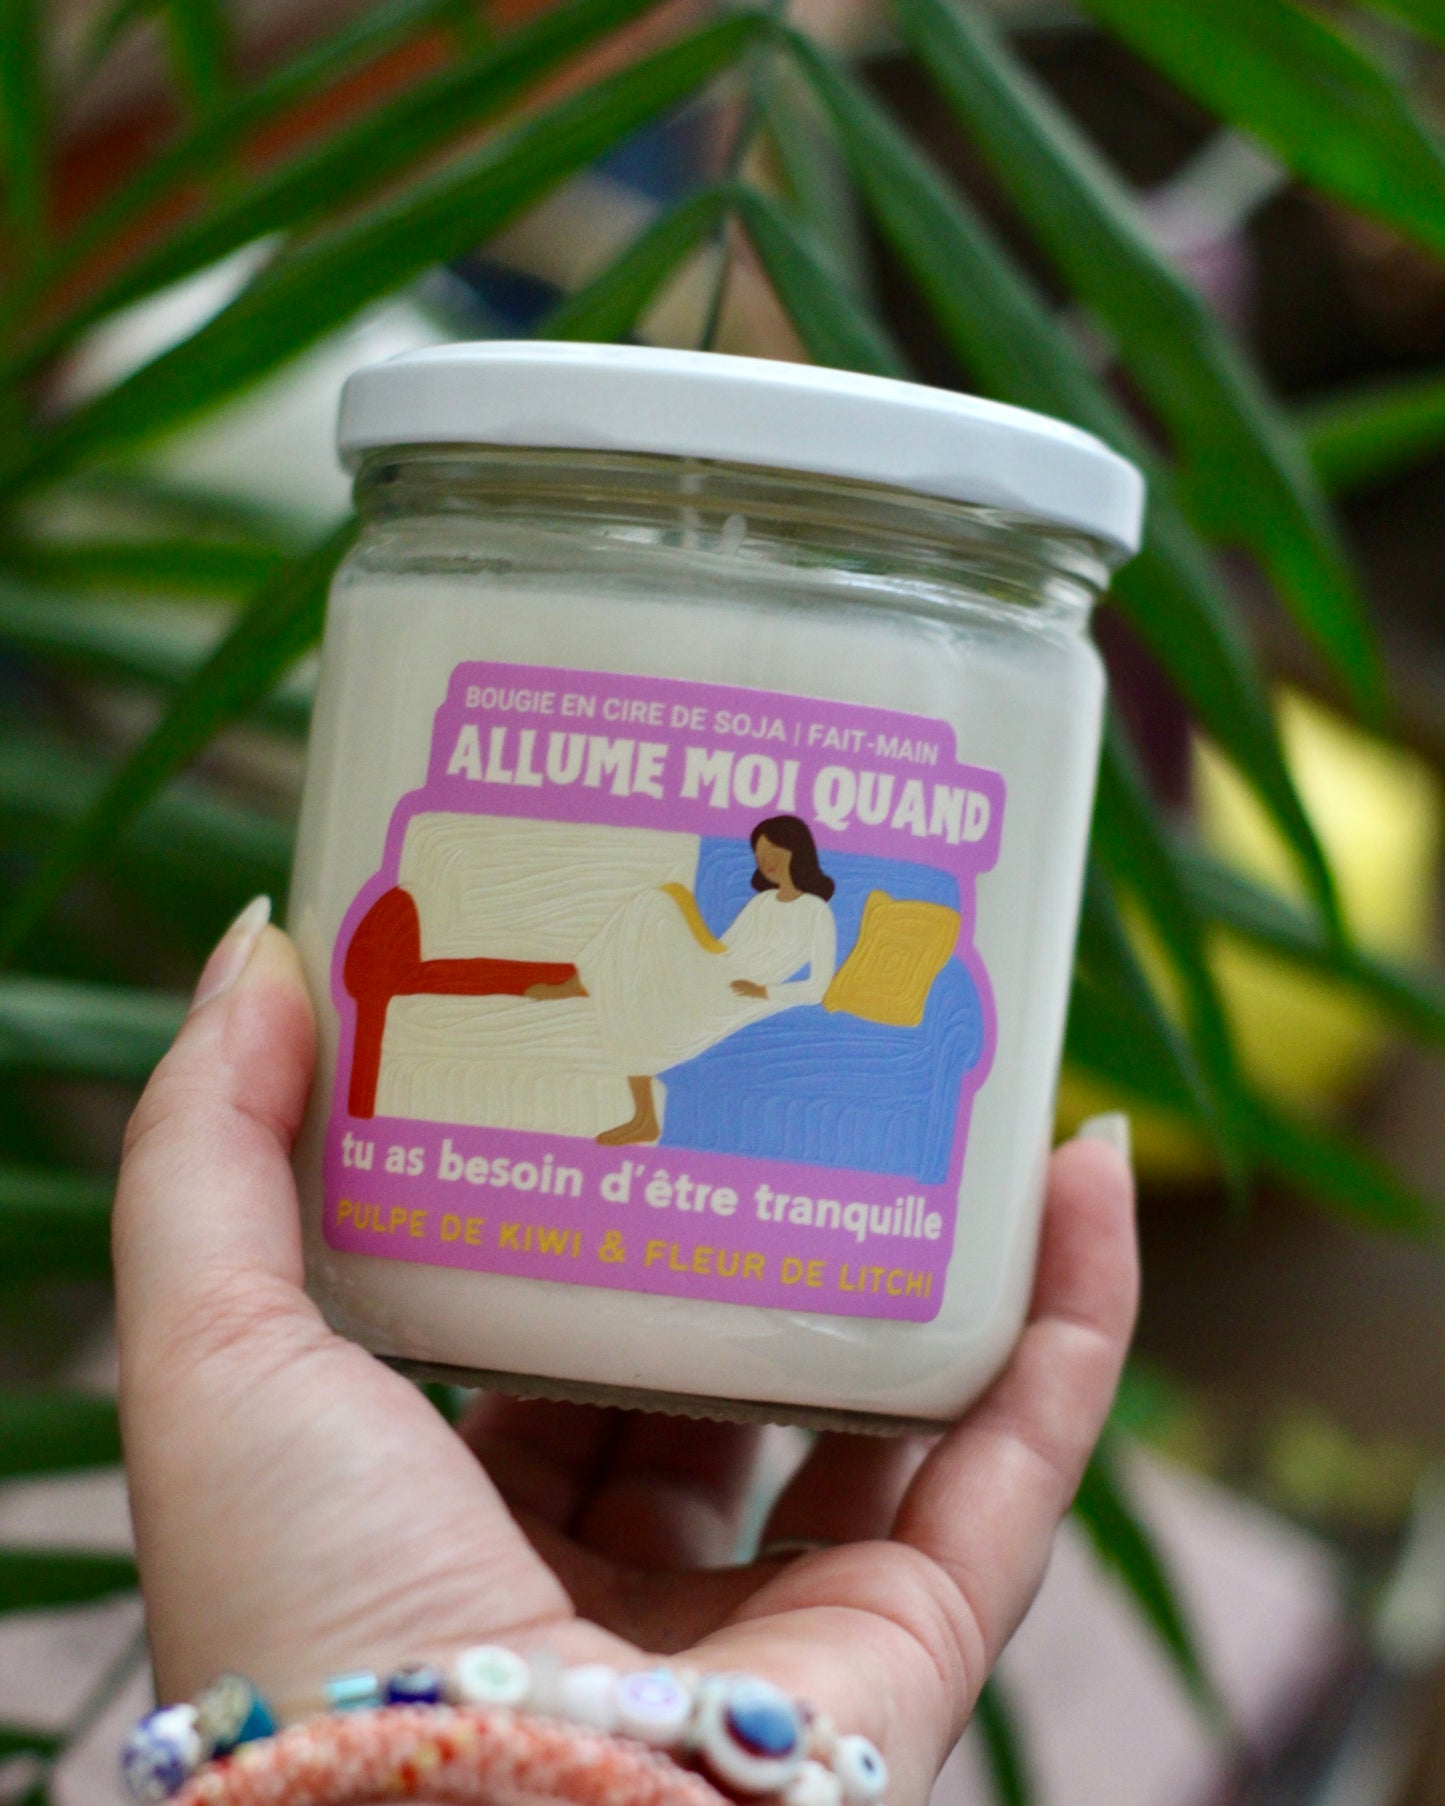 BOUGIE EN CIRE DE SOJA | FAIT-MAIN
ALLUME MOI QUAND
tu as besoin d'être tranquille
PULPE DE KIWI & FLEUR DE LITCHI